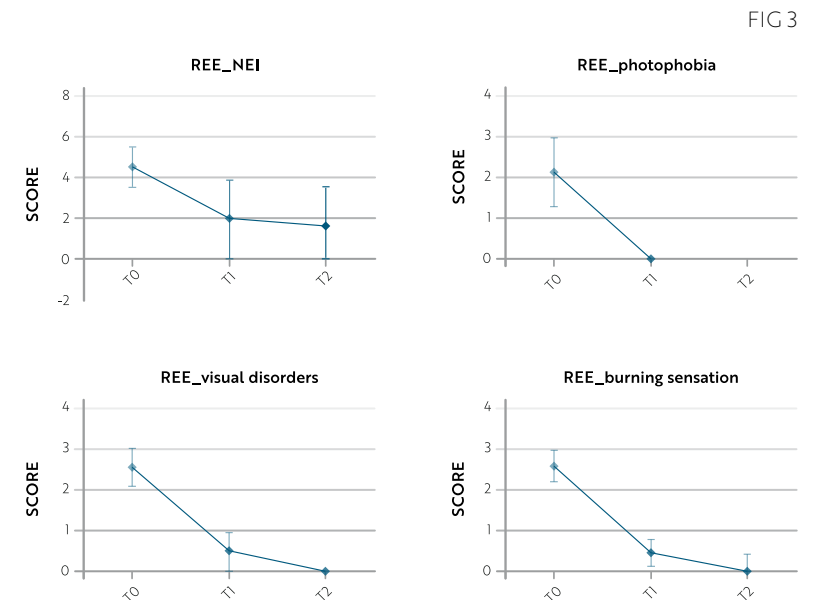 FIG 3
REE_NEI
8
6
4
2
0
-2
SCORE
T0
T1
T2
REE_photophobia
4
3
2
1
0
SCORE
T0
T1
T2
REE_visual disorders
4
3
2
1
0
SCORE
T0
T1
T2
REE_burning sensation
4
3
2
1
0
SCORE
T0
T1
T2